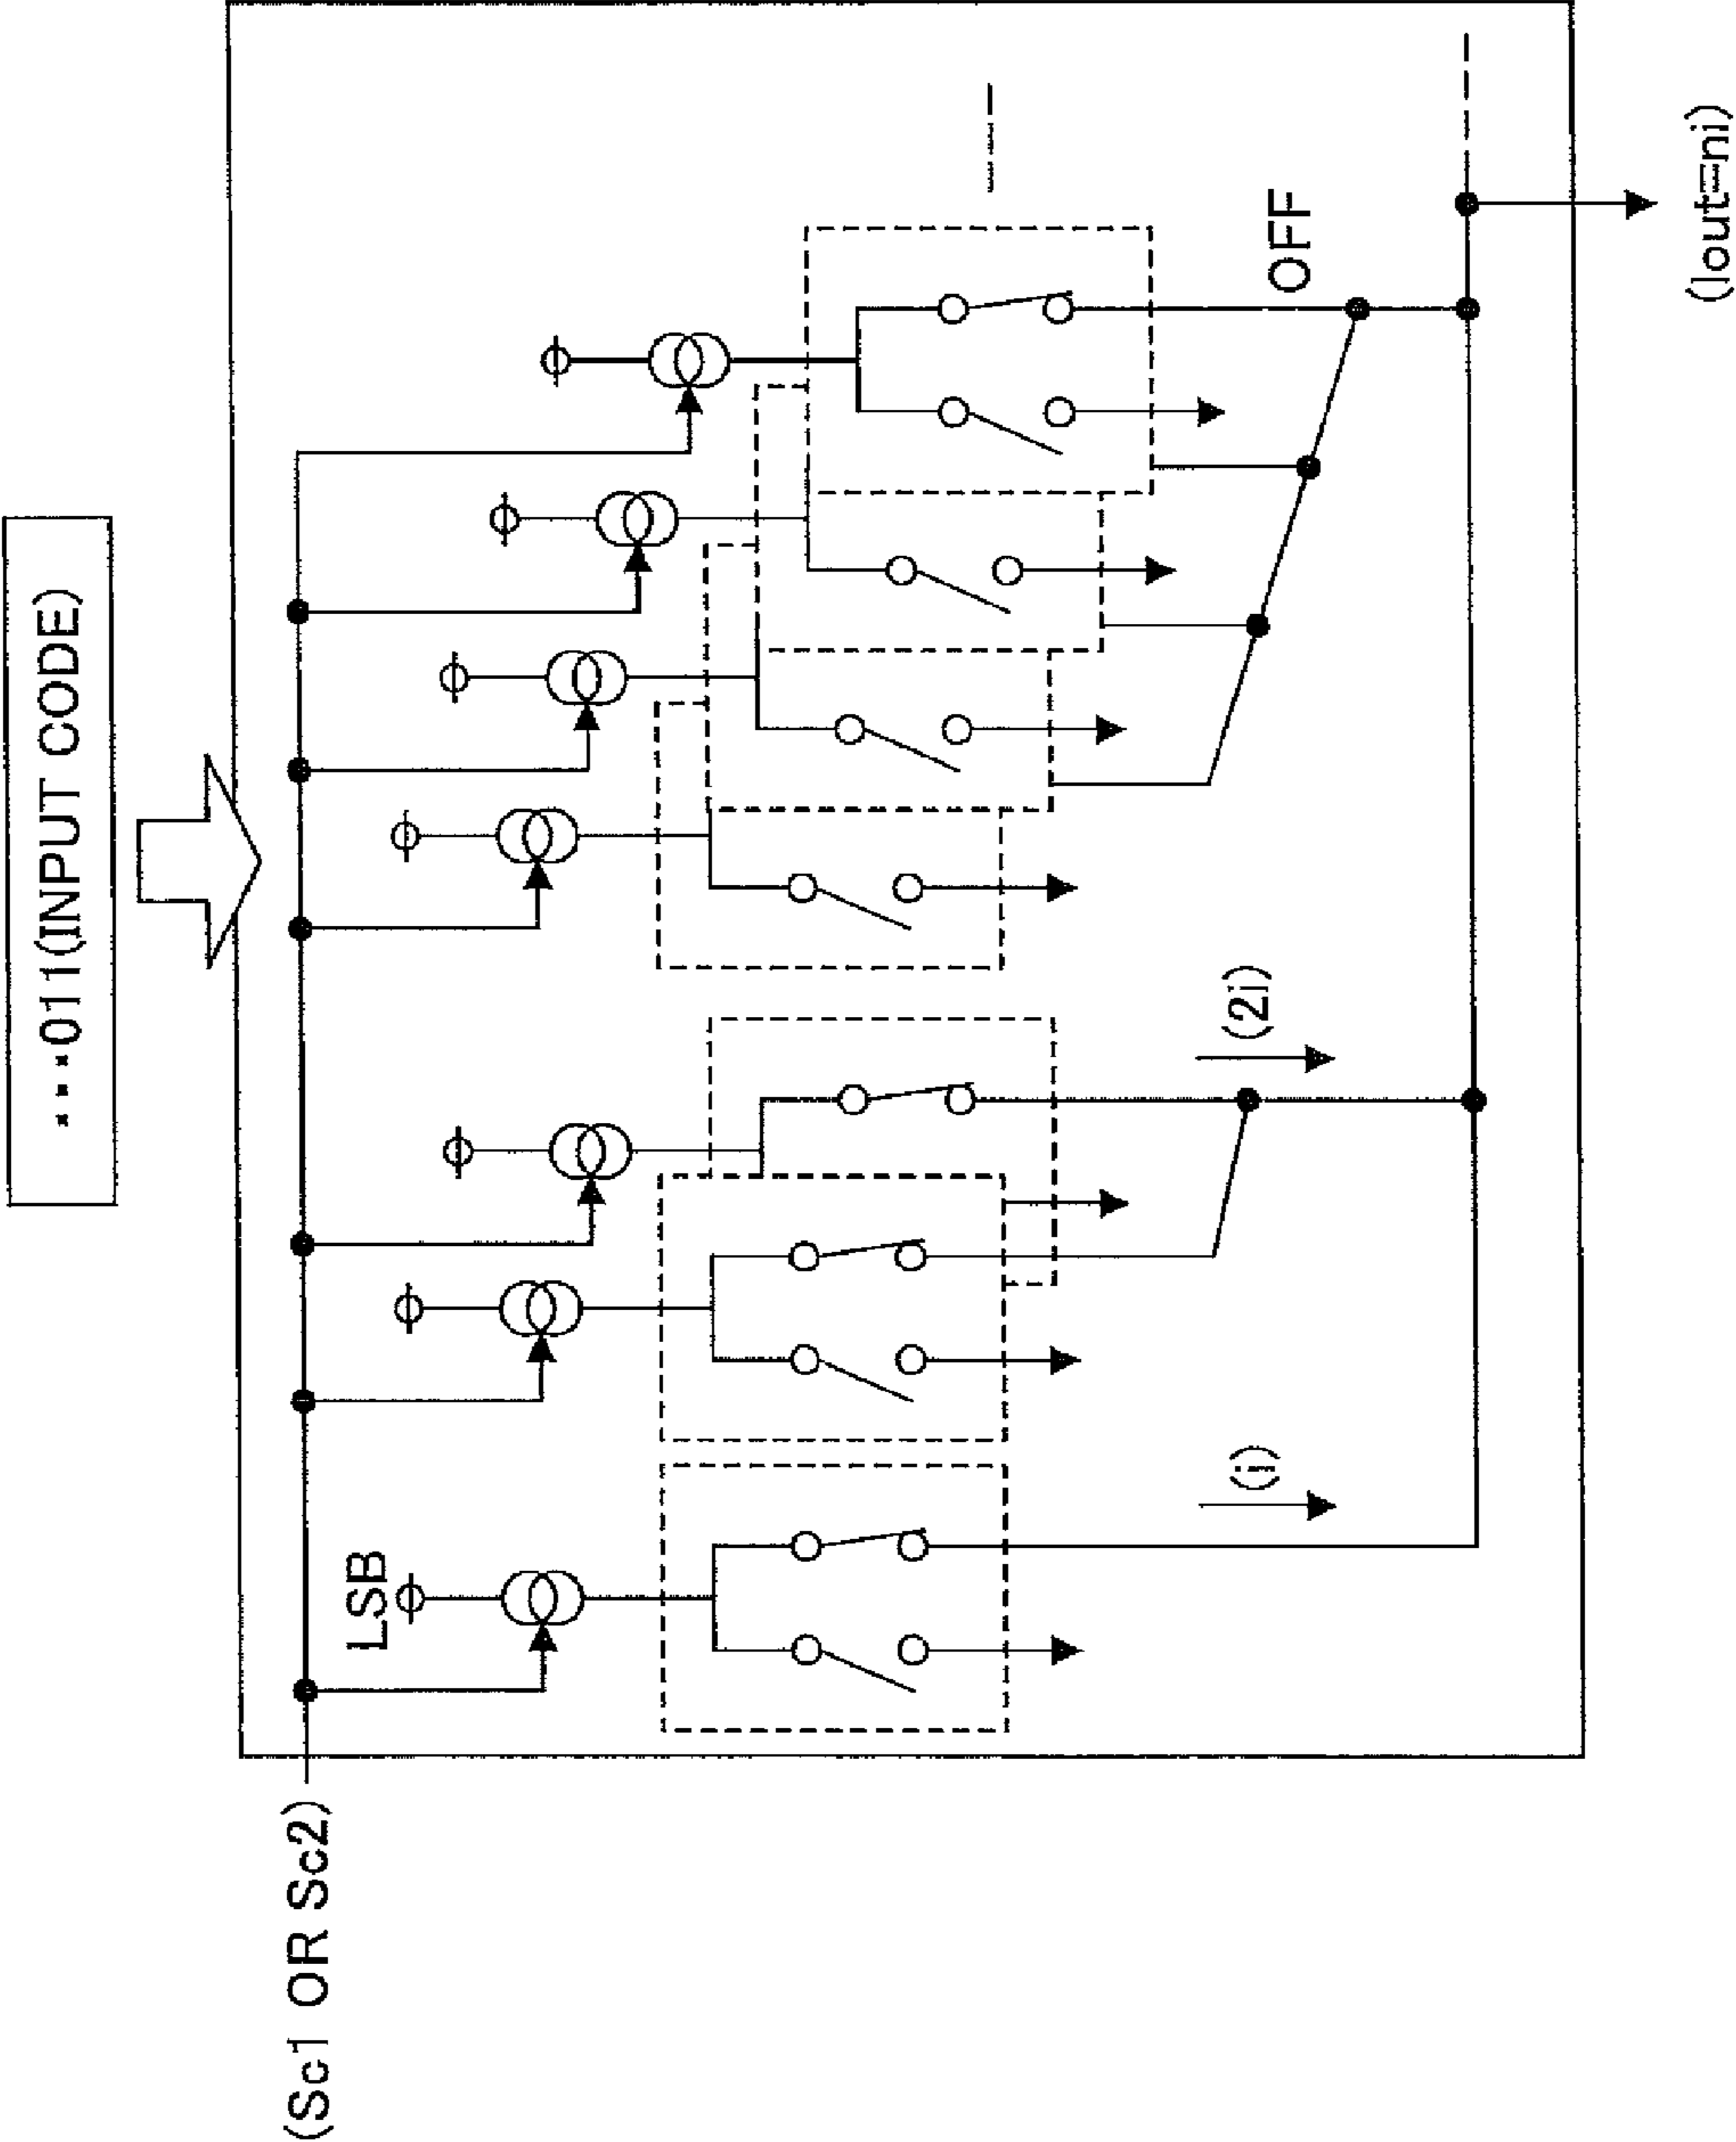 ･･･011(INPUT CODE)
(Sc1 OR Sc2)
LSB
(i)
(2i)
OFF
(Iout=ni)